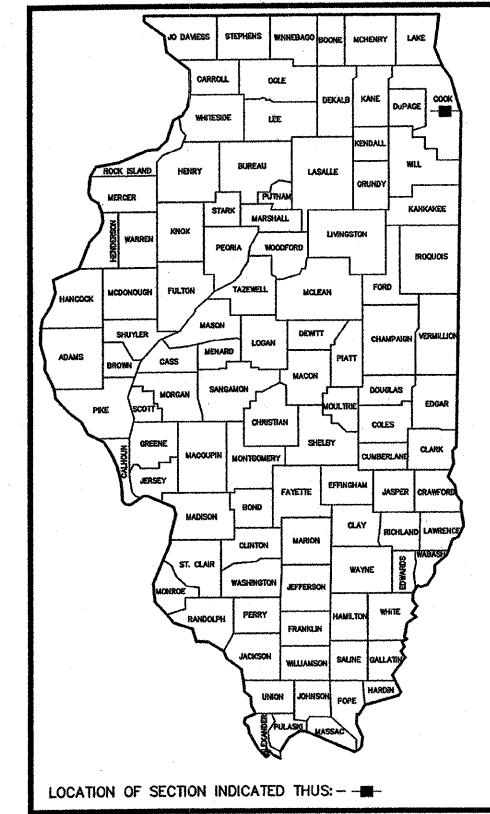 JO DAVIESS STEPHENS WINNEBAGO BOONE MCHENRY LAKE
CARROLL OGLE DEKALB KANE DuPAGE COOK
WHITESIDE LEE
KENDALL WILL
ROCK ISLAND HENRY BUREAU LASALLE GRUNDY
MERCER STARK PUTNAM KANKAKEE
HENDERSON WARREN KNOX MARSHALL LIVINGSTON
PEORIA WOODFORD IROQUOIS
HANCOCK MCDONOUGH FULTON TAZEWELL MCLEAN FORD
MASON
SHUYLER LOGAN DEWITT CHAMPAIGN VERMILLION
ADAMS BROWN CASS MENARD PIATT
MACON
PIKE SCOTT MORGAN SANGAMON MOULTRIE DOUGLAS EDGAR
CHRISTIAN COLES
GREENE MACOUPIN SHELBY
CALHOUN JERSEY MONTGOMERY CUMBERLANE CLARK
FAYETTE EFFINGHAM JASPER CRAWFORD
MADISON BOND
CLAY RICHLAND LAWRENCE
CLINTON MARION
ST. CLAIR WAYNE EDWARDS WABASH
WASHINGTON JEFFERSON
MONROE
RANDOLPH PERRY HAMILTON WHITE
FRANKLIN
JACKSON WILLIAMSON SALINE GALLATIN
UNION JOHNSON POPE HARDIN
ALEXANDER PULASKI MASSAC
LOCATION OF SECTION INDICATED THUS: